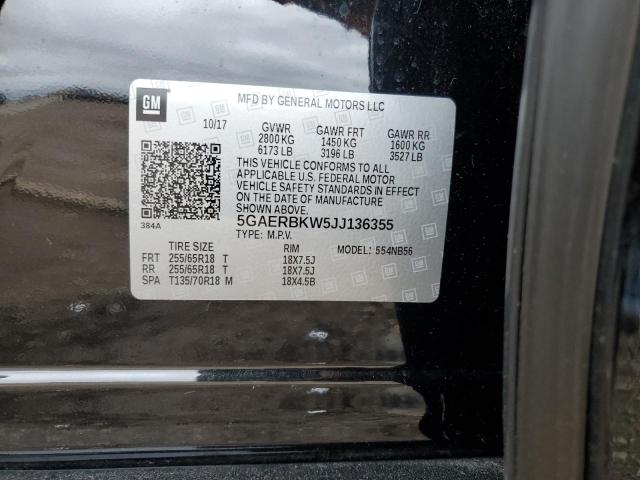 GM
MFD BY GENERAL MOTORS LLC
10/17 GVWR GAWR FRT GAWR RR
2800 KG 1450 KG 1600 KG
6173 LB 3196 LB 3527 LB
THIS VEHICLE CONFORMS TO ALL
APPLICABLE U.S. FEDERAL MOTOR
VEHICLE SAFETY STANDARDS IN EFFECT
ON THE DATE OF MANUFACTURE
SHOWN ABOVE.
384A
5GAERBKW5JJ136355
TYPE: M.P.V. MODEL: 554NB56
TIRE SIZE RIM
FRT 255/65R18 T 18X7.5J
RR 255/65R18 T 18X7.5J
SPA T135/70R18 M 18X4.5B